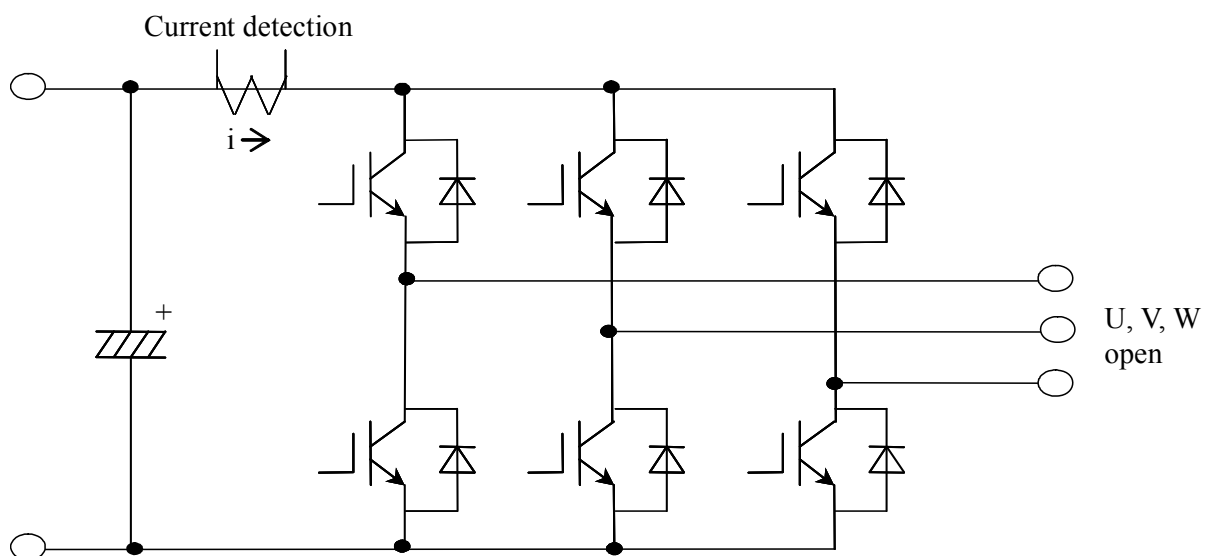 Current detection
i
+
U, V, W
open